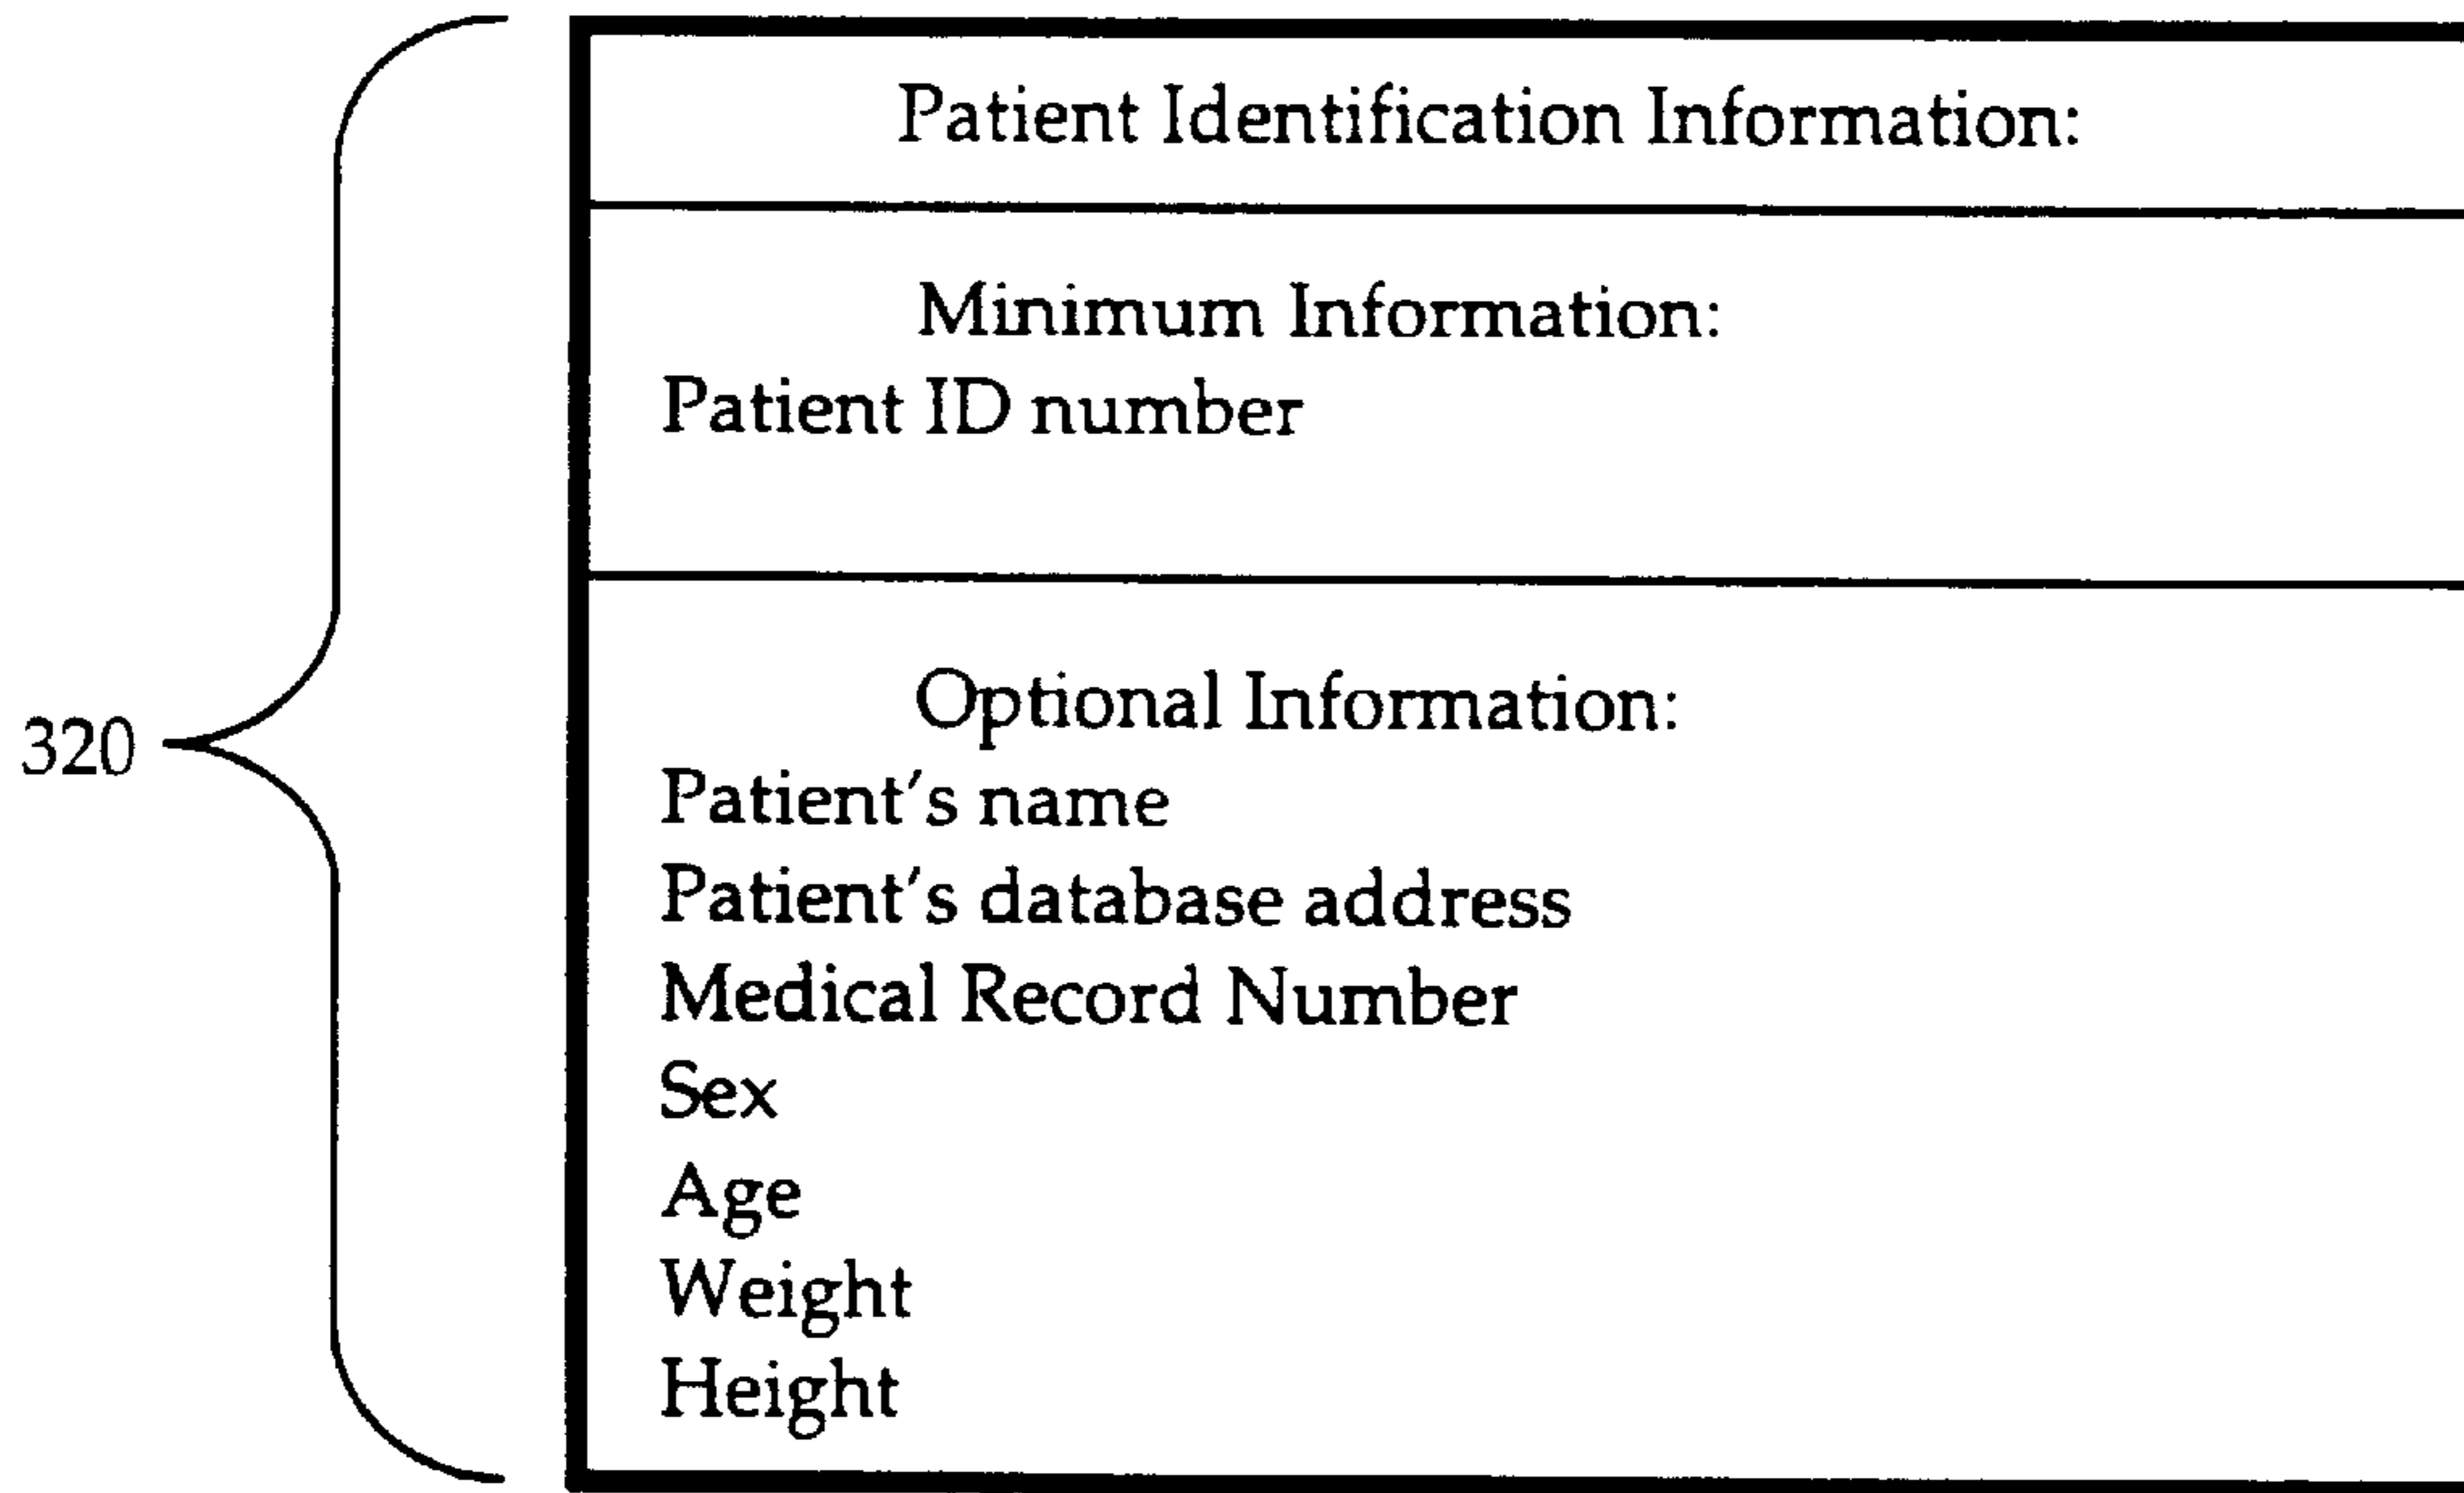 Patient Identification Information:
Minimum Information:
Patient ID number
Optional Information:
320
Patient's name
Patient's database address
Medical Record Number
Sex
Age
Weight
Height